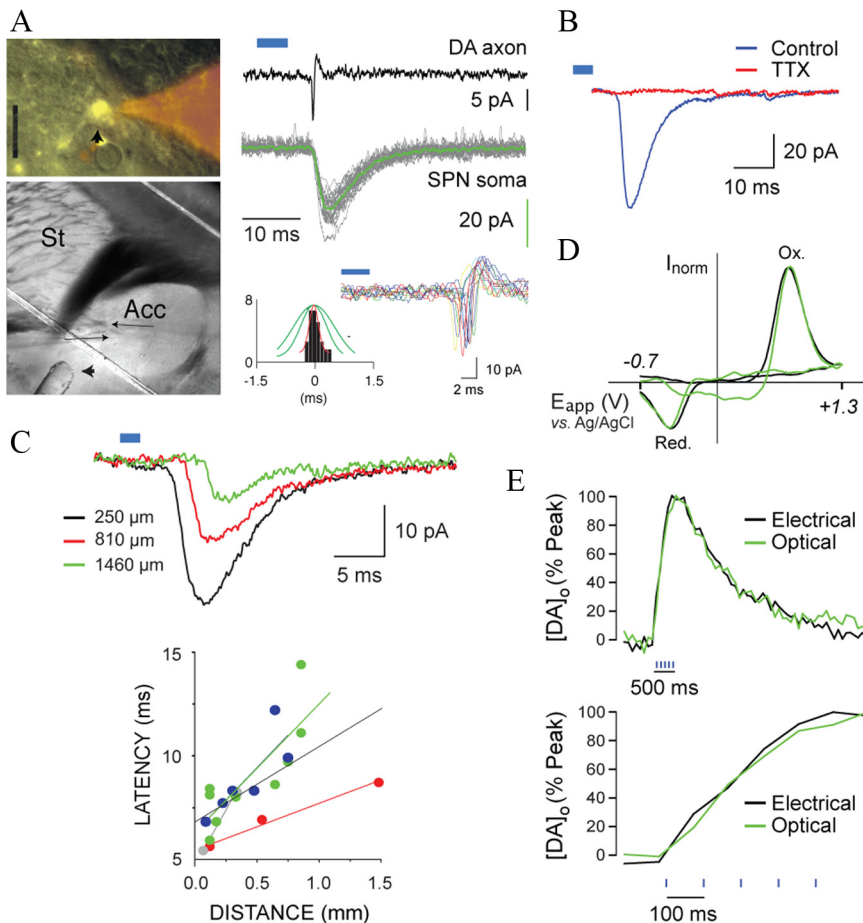 A
DA axon
5 pA
SPN soma
10 ms
20 pA
St
Acc
8
0
-1.5
0
1.5
(ms)
10 pA
2 ms
B
Control
TTX
20 pA
10 ms
C
250 µm
810 µm
1460 µm
10 pA
5 ms
LATENCY (ms)
15
10
5
0.0
0.5
1.0
1.5
DISTANCE (mm)
D
I norm
Ox.
-0.7
E app (V)
vs. Ag/AgCl
+1.3
Red.
E
[DA]o (% Peak)
100
80
60
40
20
0
Electrical
Optical
500 ms
[DA]o (% Peak)
100
80
60
40
20
0
Electrical
Optical
100 ms